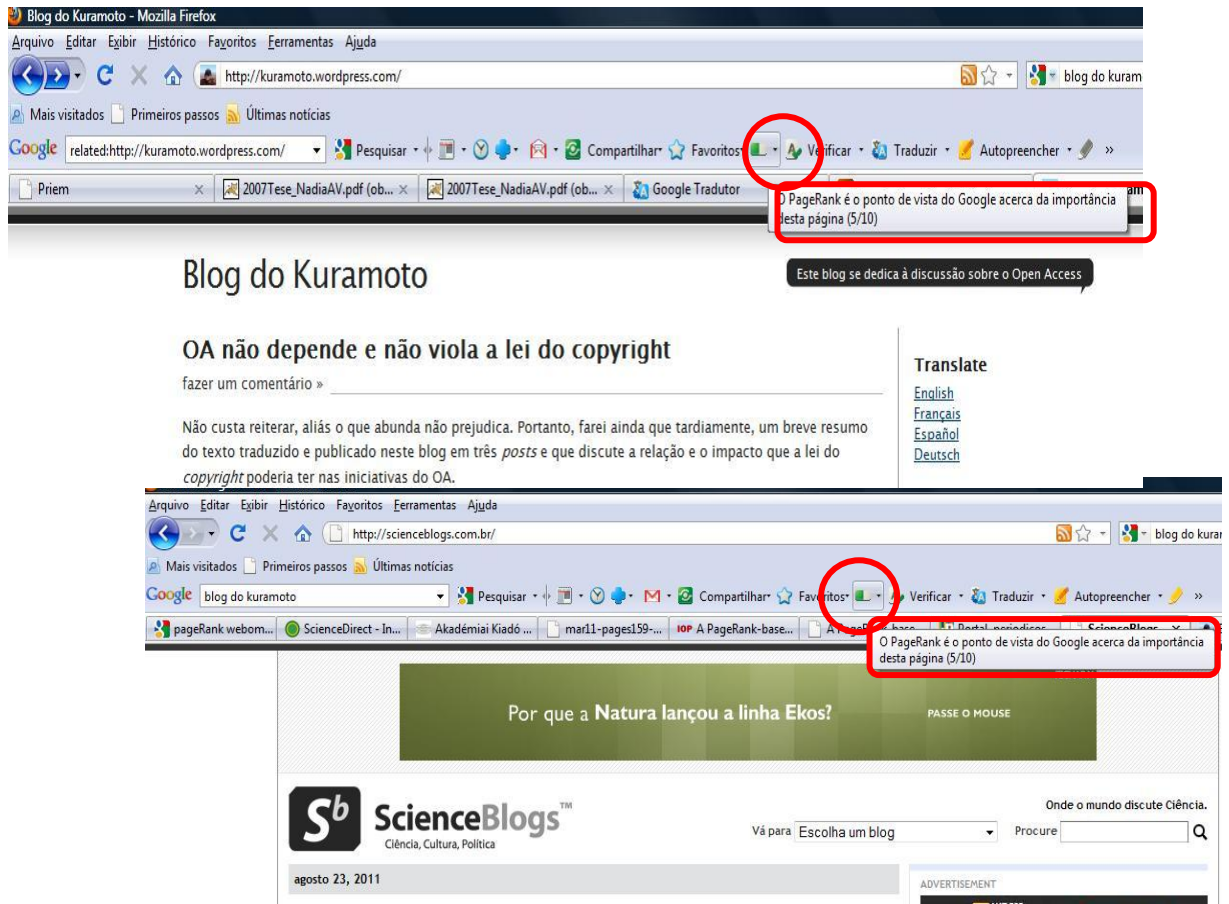 Blog do Kuramoto - Mozilla Firefox
Arquivo Editar Exibir Histórico Favoritos Ferramentas Ajuda
http://kuramoto.wordpress.com/ blog do kuram
Mais visitados Primeiros passos Últimas notícias
Google related:http://kuramoto.wordpress.com/ Pesquisar Compartilhar Favoritos Verificar Traduzir Autopreencher »
Priem 2007Tese_NadiaAV.pdf (ob... 2007Tese_NadiaAV.pdf (ob... Google Tradutor
O PageRank é o ponto de vista do Google acerca da importância
desta página (5/10)
Blog do Kuramoto
Este blog se dedica à discussão sobre o Open Access
OA não depende e não viola a lei do copyright
fazer um comentário »
Translate
English
Français
Español
Deutsch
Não custa reiterar, aliás o que abunda não prejudica. Portanto, farei ainda que tardiamente, um breve resumo
do texto traduzido e publicado neste blog em três posts e que discute a relação e o impacto que a lei do
copyright poderia ter nas iniciativas do OA.
Arquivo Editar Exibir Histórico Favoritos Ferramentas Ajuda
http://scienceblogs.com.br/ blog do kurar
Mais visitados Primeiros passos Últimas notícias
Google blog do kuramoto Pesquisar Compartilhar Favoritos Verificar Traduzir Autopreencher »
pageRank webom... ScienceDirect - In... Akadémiai Kiadó ... mar11-pages159-... IOP A PageRank-base... A PageRank-base... Portal .periodicos. ScienceBlogs
O PageRank é o ponto de vista do Google acerca da importância
desta página (5/10)
Por que a Natura lançou a linha Ekos? PASSE O MOUSE
Sb ScienceBlogs™
Ciência, Cultura, Política
Onde o mundo discute Ciência.
Vá para Escolha um blog Procure
agosto 23, 2011
ADVERTISEMENT